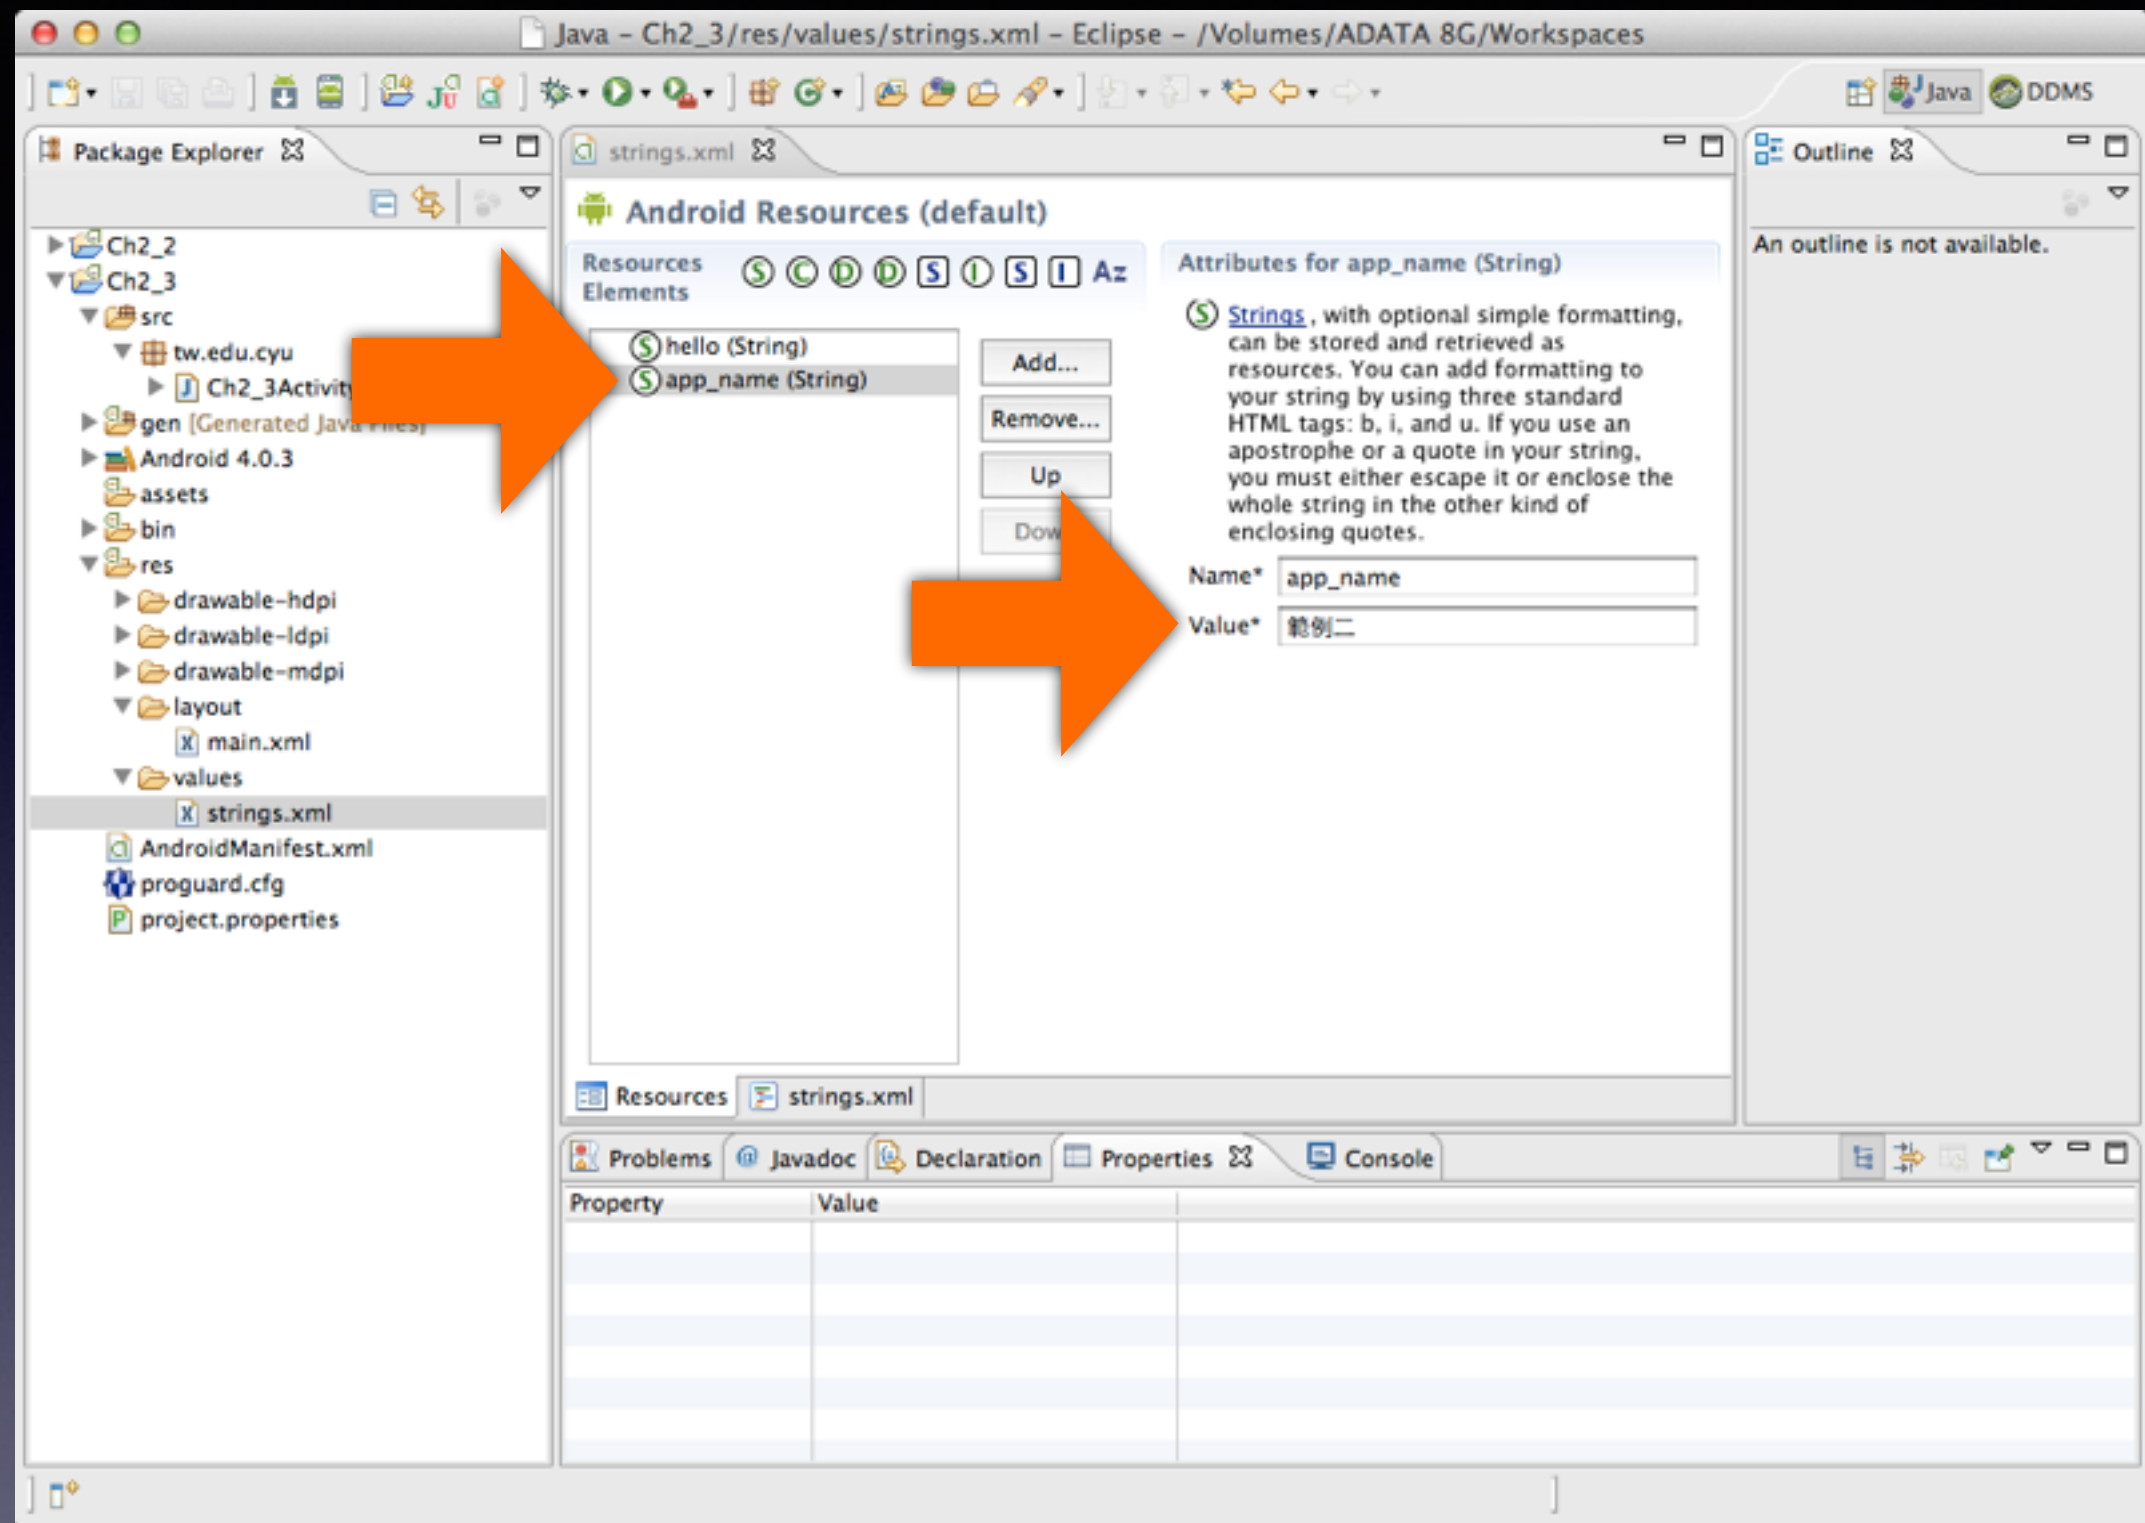 Java – Ch2_3/res/values/strings.xml – Eclipse – /Volumes/ADATA 8G/Workspaces
Java
DDMS
Package Explorer
Ch2_2
Ch2_3
src
tw.edu.cyu
Ch2_3Activity
gen [Generated Java Files]
Android 4.0.3
assets
bin
res
drawable-hdpi
drawable-ldpi
drawable-mdpi
layout
main.xml
values
strings.xml
AndroidManifest.xml
proguard.cfg
project.properties
strings.xml
Android Resources (default)
Resources
Elements
S C D D S I S I Az
hello (String)
app_name (String)
Add...
Remove...
Up
Attributes for app_name (String)
Strings, with optional simple formatting,
can be stored and retrieved as
resources. You can add formatting to
your string by using three standard
HTML tags: b, i, and u. If you use an
apostrophe or a quote in your string,
you must either escape it or enclose the
whole string in the other kind of
enclosing quotes.
Name* app_name
Value* 範例二
Resources
strings.xml
Outline
An outline is not available.
Problems
Javadoc
Declaration
Properties
Console
Property
Value